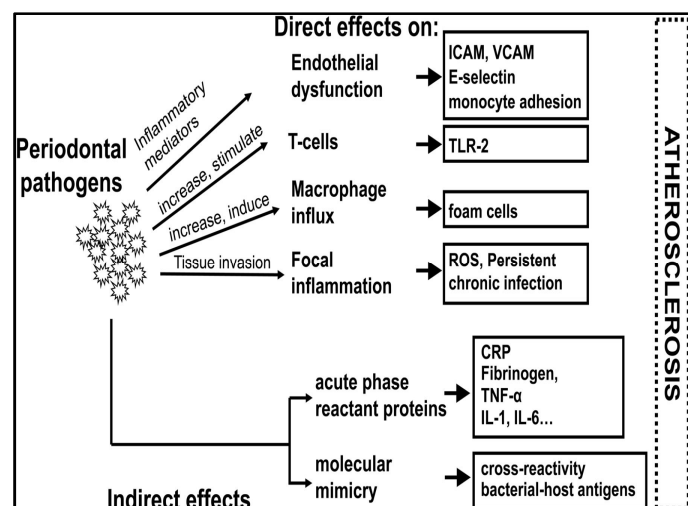 Direct effects on:
Periodontal
pathogens
Inflammatory
mediators
Endothelial
dysfunction
ICAM, VCAM
E-selectin
monocyte adhesion
increase, stimulate
T-cells
TLR-2
increase, induce
Macrophage
influx
foam cells
Tissue invasion
Focal
inflammation
ROS, Persistent
chronic infection
acute phase
reactant proteins
CRP
Fibrinogen,
TNF-α
IL-1, IL-6...
molecular
mimicry
cross-reactivity
bacterial-host antigens
Indirect effects
ATHEROSCLEROSIS